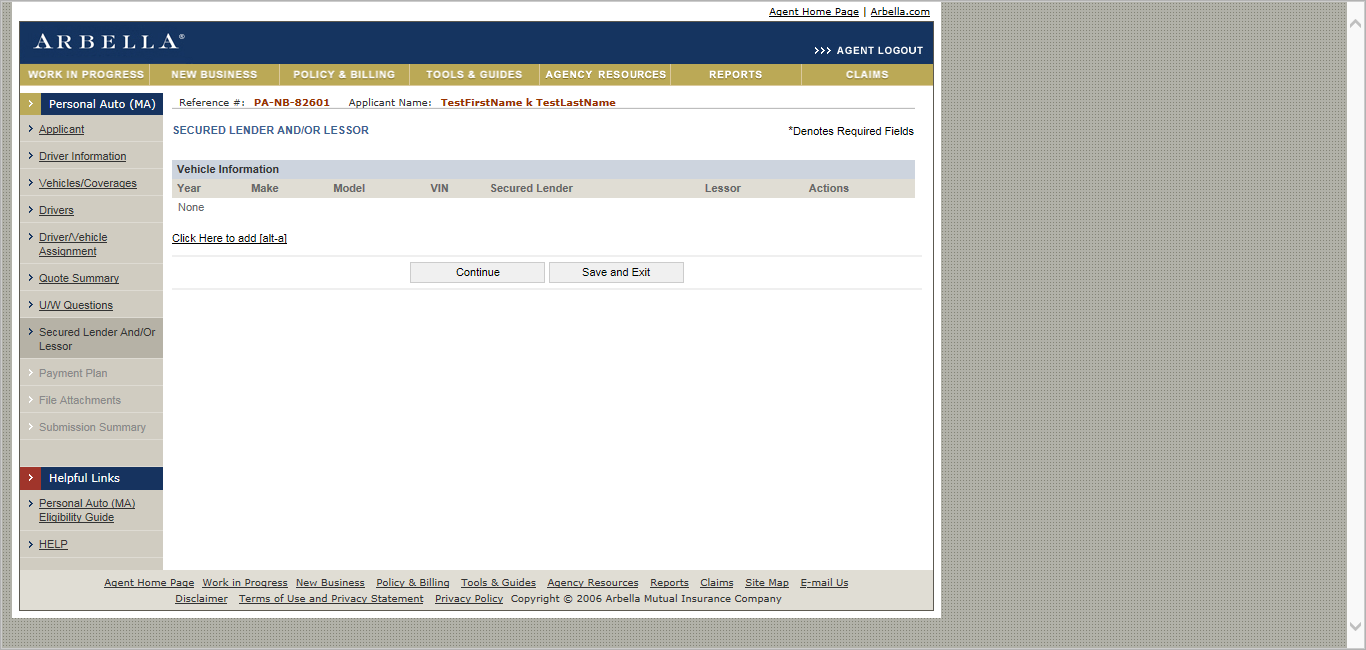 Agent Home Page | Arbella.com
ARBELLA®
>>> AGENT LOGOUT
WORK IN PROGRESS NEW BUSINESS POLICY & BILLING TOOLS & GUIDES AGENCY RESOURCES REPORTS CLAIMS
Personal Auto (MA)
Applicant
Driver Information
Vehicles/Coverages
Drivers
Driver/Vehicle
Assignment
Quote Summary
U/W Questions
Secured Lender And/Or
Lessor
Payment Plan
File Attachments
Submission Summary
Helpful Links
Personal Auto (MA)
Eligibility Guide
HELP
Reference #: PA-NB-82601 Applicant Name: TestFirstName k TestLastName
SECURED LENDER AND/OR LESSOR
*Denotes Required Fields
Vehicle Information
Year Make Model VIN Secured Lender Lessor Actions
None
Click Here to add [alt-a]
Continue Save and Exit
Agent Home Page Work in Progress New Business Policy & Billing Tools & Guides Agency Resources Reports Claims Site Map E-mail Us
Disclaimer Terms of Use and Privacy Statement Privacy Policy Copyright © 2006 Arbella Mutual Insurance Company